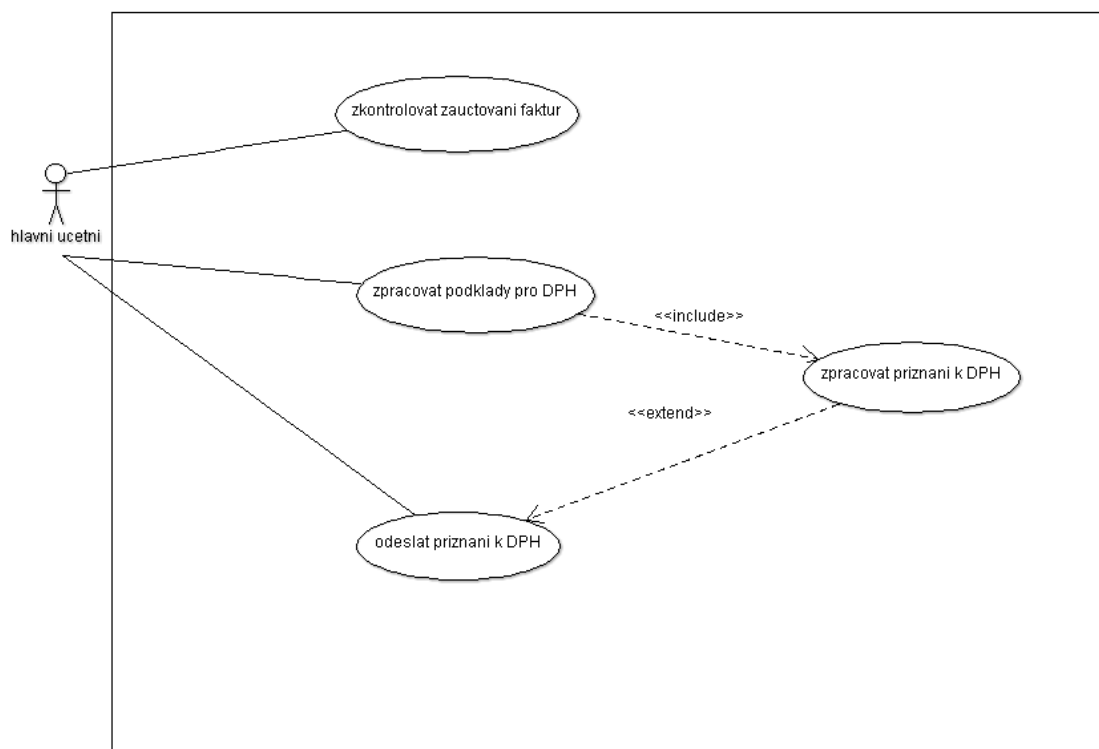 zkontrolovat zauctovani faktur
hlavni ucetni
zpracovat podklady pro DPH
<<include>>
zpracovat priznani k DPH
<<extend>>
odeslat priznani k DPH